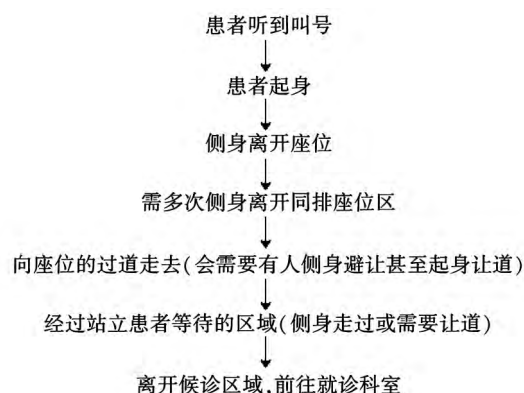 患者听到叫号
患者起身
侧身离开座位
需多次侧身离开同排座位区
向座位的过道走去(会需要有人侧身避让甚至起身让道)
经过站立患者等待的区域(侧身走过或需要让道)
离开候诊区域,前往就诊科室